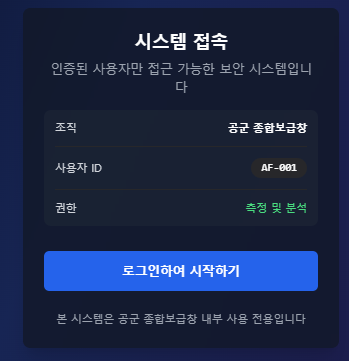 시스템 접속
인증된 사용자만 접근 가능한 보안 시스템입니
다
조직 공군 종합보급창
사용자 ID AF-001
권한 측정 및 분석
로그인하여 시작하기
본 시스템은 공군 종합보급창 내부 사용 전용입니다